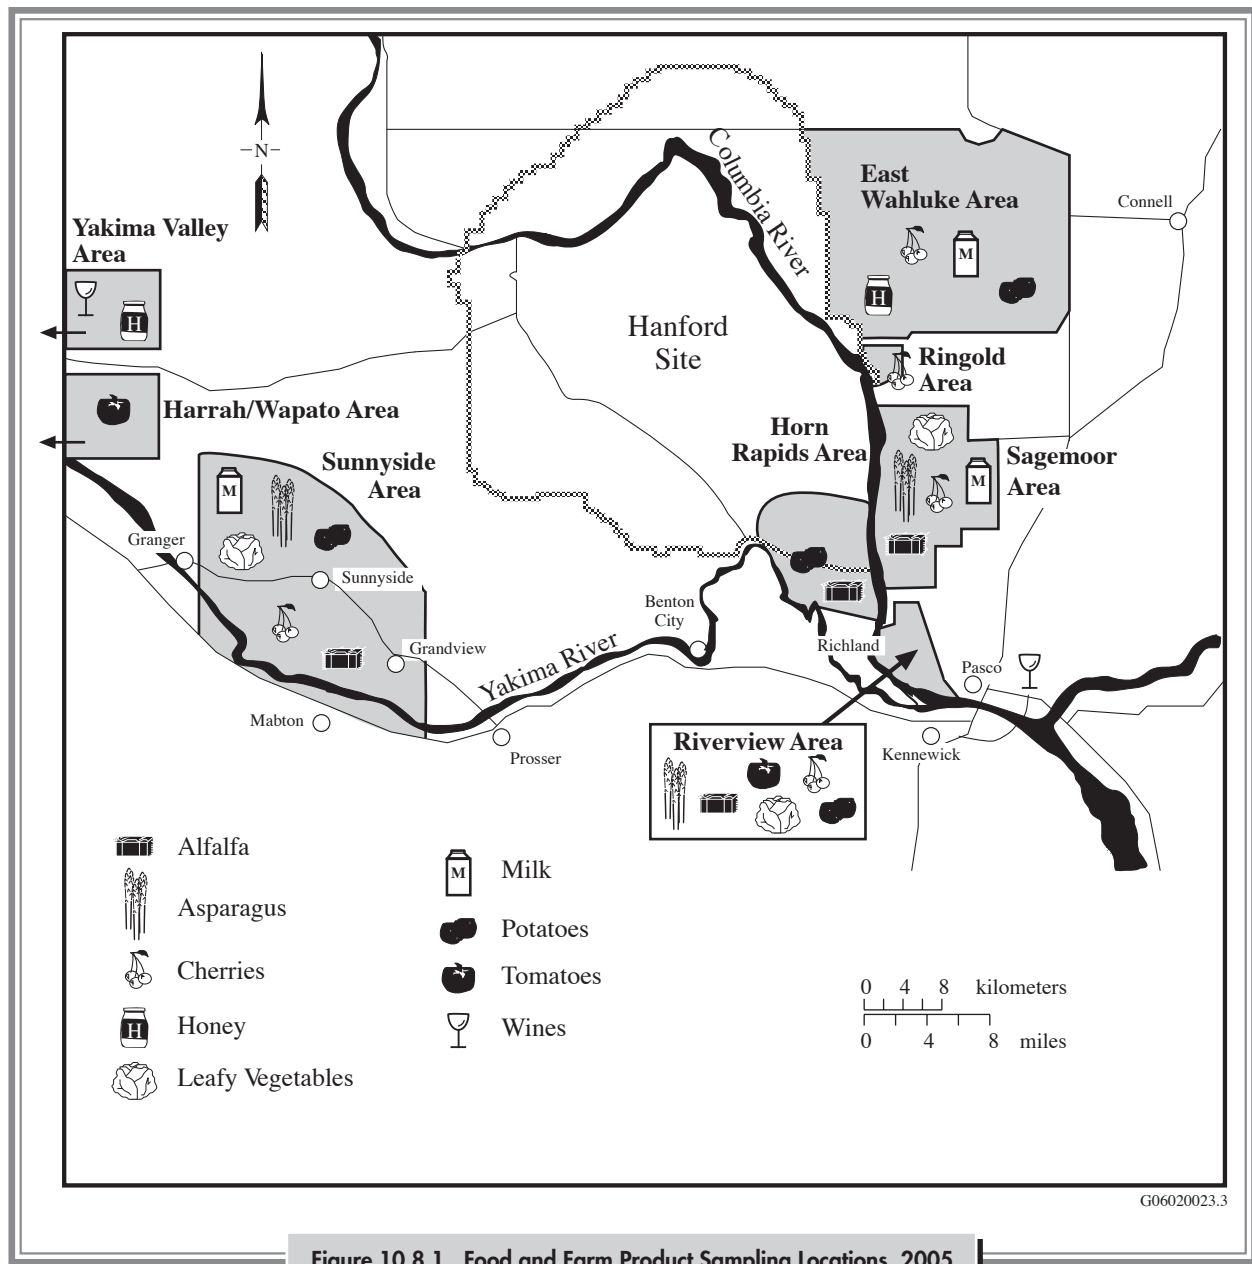 N
Columbia River
East
Wahluke Area
Connell
M
H
Yakima Valley
Area
H
Hanford
Site
Ringold
Area
Harrah/Wapato Area
Horn
Rapids Area
Sunnyside
Area
M
Sagemoor
Area
M
Granger
Sunnyside
Benton
City
Grandview
Yakima River
Richland
Pasco
Mabton
Prosser
Kennewick
Riverview Area
Alfalfa
Asparagus
Cherries
H
Honey
Leafy Vegetables
M
Milk
Potatoes
Tomatoes
Wines
0 4 8 kilometers
0 4 8 miles
G06020023.3
Figure 10.8.1. Food and Farm Product Sampling Locations, 2005